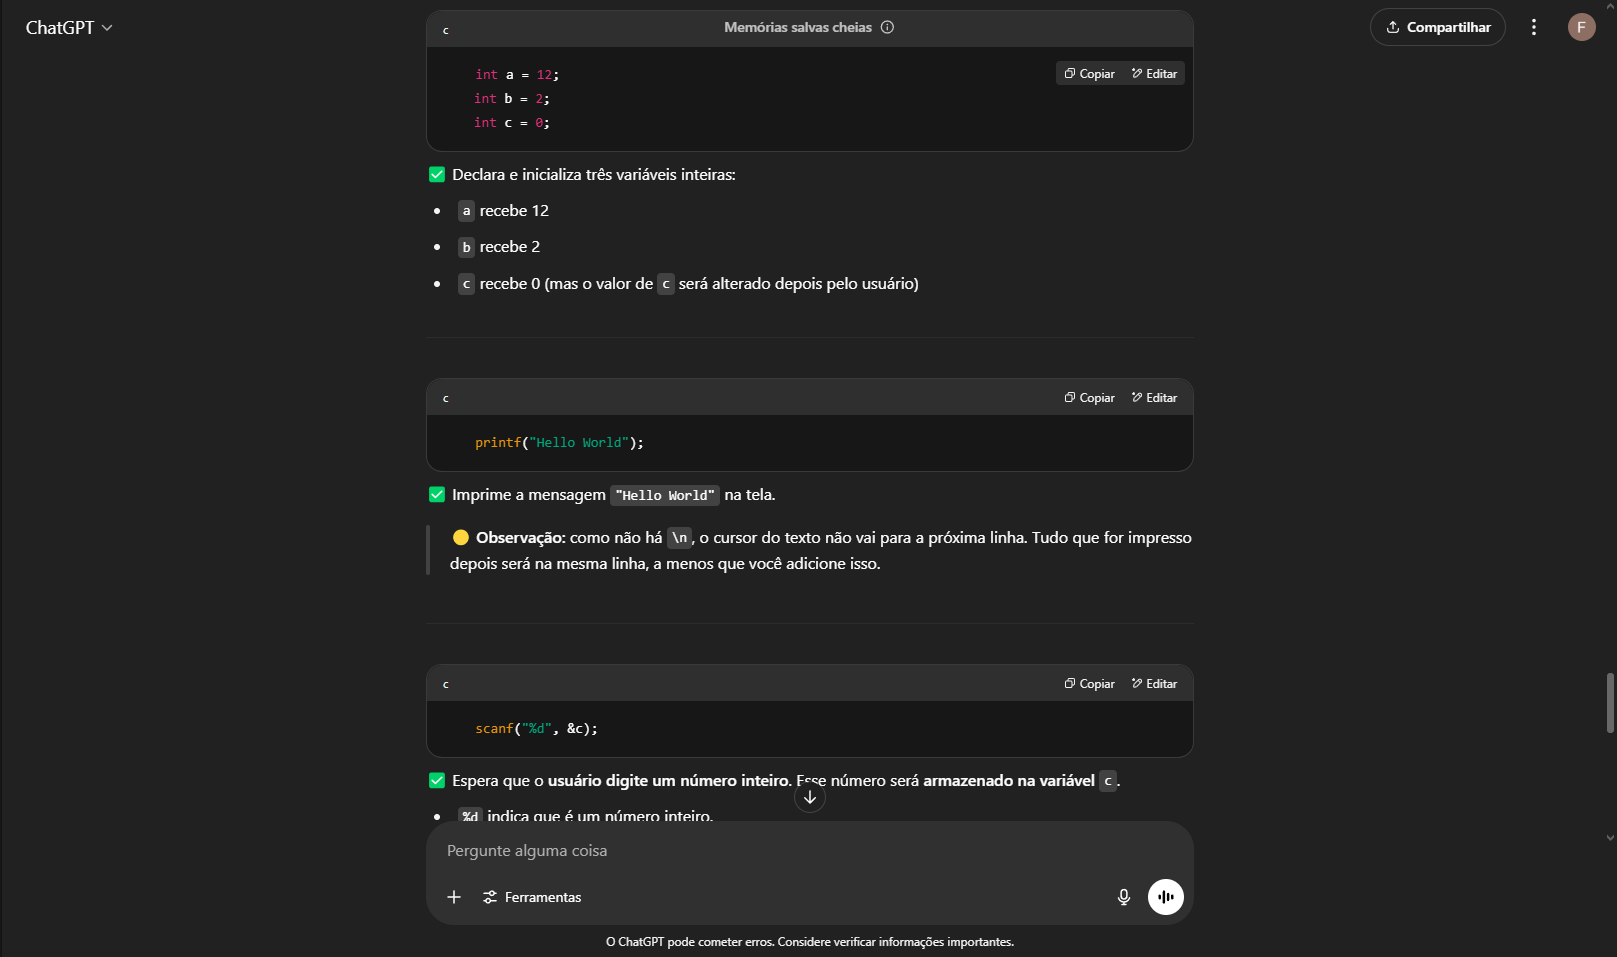 ChatGPT
Memórias salvas cheias
Compartilhar
F
c
Copiar Editar
int a = 12;
int b = 2;
int c = 0;
Declara e inicializa três variáveis inteiras:
a recebe 12
b recebe 2
c recebe 0 (mas o valor de c será alterado depois pelo usuário)
c
Copiar Editar
printf("Hello World");
Imprime a mensagem "Hello World" na tela.
Observação: como não há \n, o cursor do texto não vai para a próxima linha. Tudo que for impresso
depois será na mesma linha, a menos que você adicione isso.
c
Copiar Editar
scanf("%d", &c);
Espera que o usuário digite um número inteiro. Esse número será armazenado na variável c.
%d indica que é um número inteiro.
Pergunte alguma coisa
Ferramentas
O ChatGPT pode cometer erros. Considere verificar informações importantes.